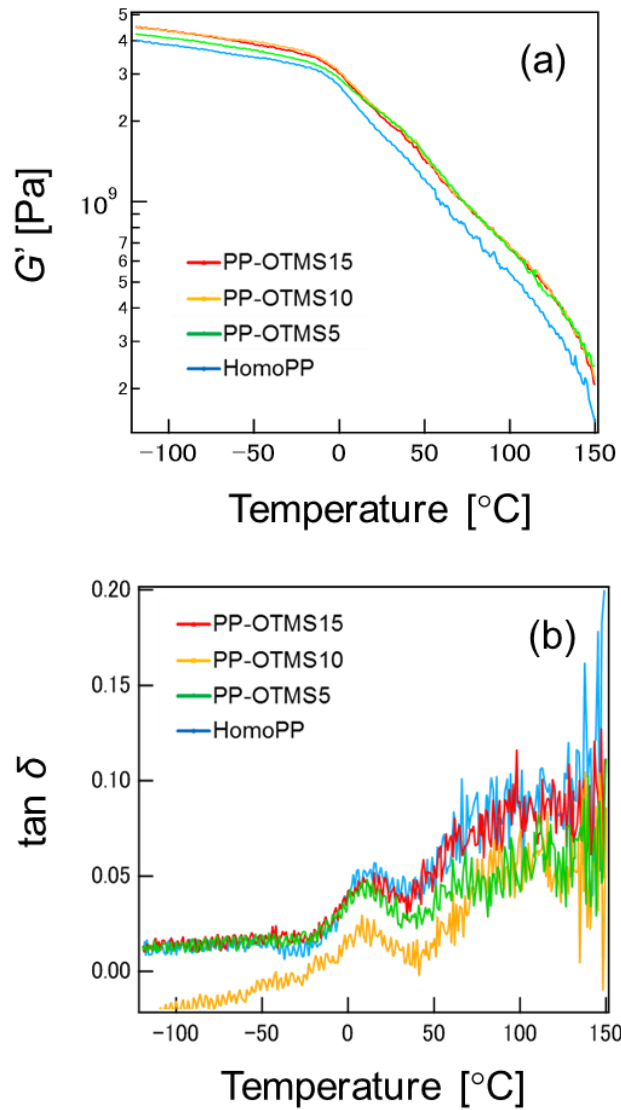 5
4
3
2
10⁹
7
6
5
4
3
2
G' [Pa]
(a)
PP-OTMS15
PP-OTMS10
PP-OTMS5
HomoPP
−100 −50 0 50 100 150
Temperature [°C]
0.20
0.15
0.10
0.05
0.00
tan δ
(b)
PP-OTMS15
PP-OTMS10
PP-OTMS5
HomoPP
-100 -50 0 50 100 150
Temperature [°C]